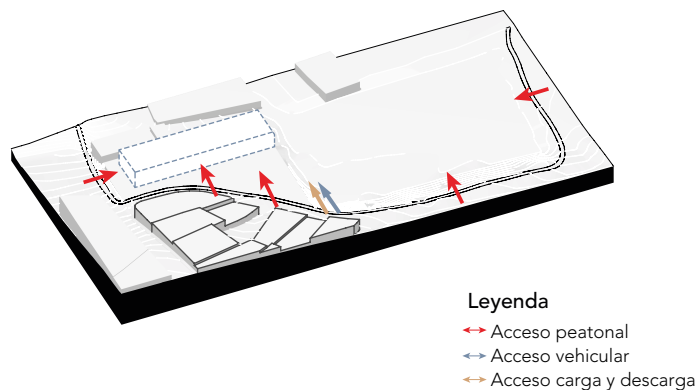 Leyenda
Acceso peatonal
Acceso vehicular
Acceso carga y descarga